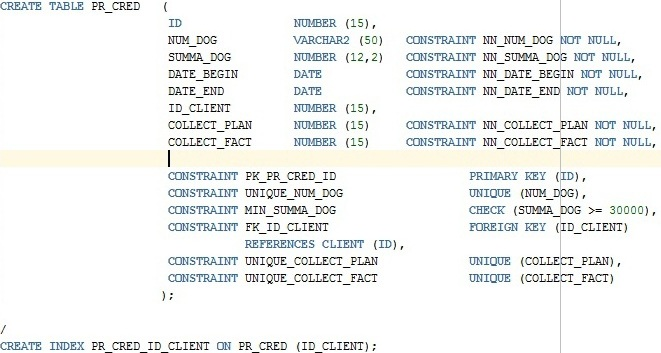 CREATE TABLE PR_CRED (
ID NUMBER (15),
NUM_DOG VARCHAR2 (50) CONSTRAINT NN_NUM_DOG NOT NULL,
SUMMA_DOG NUMBER (12,2) CONSTRAINT NN_SUMMA_DOG NOT NULL,
DATE_BEGIN DATE CONSTRAINT NN_DATE_BEGIN NOT NULL,
DATE_END DATE CONSTRAINT NN_DATE_END NOT NULL,
ID_CLIENT NUMBER (15),
COLLECT_PLAN NUMBER (15) CONSTRAINT NN_COLLECT_PLAN NOT NULL,
COLLECT_FACT NUMBER (15) CONSTRAINT NN_COLLECT_FACT NOT NULL,
CONSTRAINT PK_PR_CRED_ID PRIMARY KEY (ID),
CONSTRAINT UNIQUE_NUM_DOG UNIQUE (NUM_DOG),
CONSTRAINT MIN_SUMMA_DOG CHECK (SUMMA_DOG >= 30000),
CONSTRAINT FK_ID_CLIENT FOREIGN KEY (ID_CLIENT)
REFERENCES CLIENT (ID),
CONSTRAINT UNIQUE_COLLECT_PLAN UNIQUE (COLLECT_PLAN),
CONSTRAINT UNIQUE_COLLECT_FACT UNIQUE (COLLECT_FACT)
);
/
CREATE INDEX PR_CRED_ID_CLIENT ON PR_CRED (ID_CLIENT);